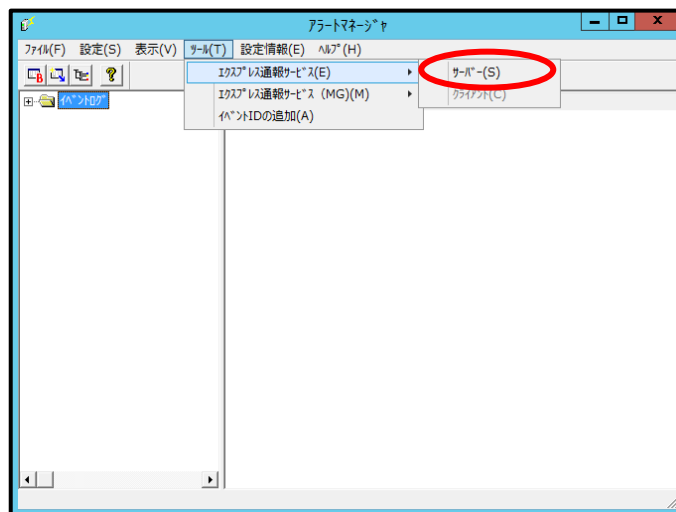 アラートマネージャ
ファイル(F) 設定(S) 表示(V) ツール(T) 設定情報(E) ヘルプ(H)
エクスプレス通報サービス(E)
サーバー(S)
イベントログ
エクスプレス通報サービス (MG)(M)
クライアント(C)
イベントIDの追加(A)